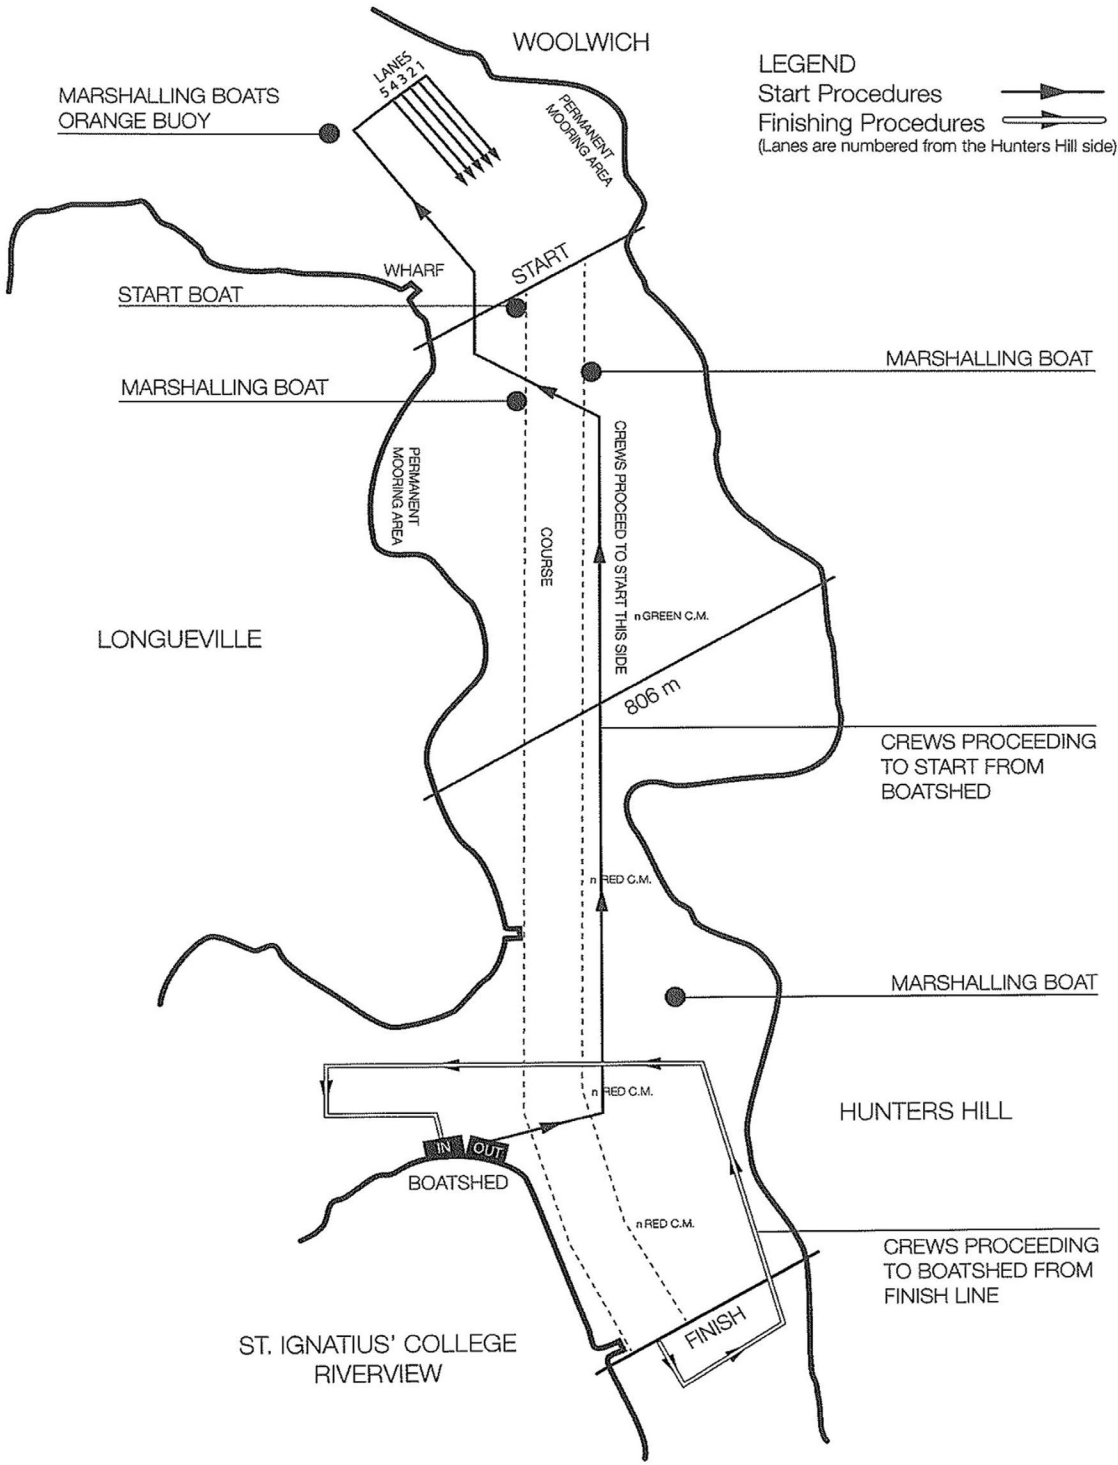 WOOLWICH
LEGEND
Start Procedures
Finishing Procedures
(Lanes are numbered from the Hunters Hill side)
LANES
5 4 3 2 1
MARSHALLING BOATS
ORANGE BUOY
PERMANENT
MOORING AREA
WHARF
START
START BOAT
MARSHALLING BOAT
MARSHALLING BOAT
PERMANENT
MOORING AREA
COURSE
CREWS PROCEED TO START THIS SIDE
n GREEN C.M.
LONGUEVILLE
806 m
CREWS PROCEEDING
TO START FROM
BOATSHED
n RED C.M.
MARSHALLING BOAT
n RED C.M.
HUNTERS HILL
IN
OUT
BOATSHED
n RED C.M.
CREWS PROCEEDING
TO BOATSHED FROM
FINISH LINE
FINISH
ST. IGNATIUS' COLLEGE
RIVERVIEW